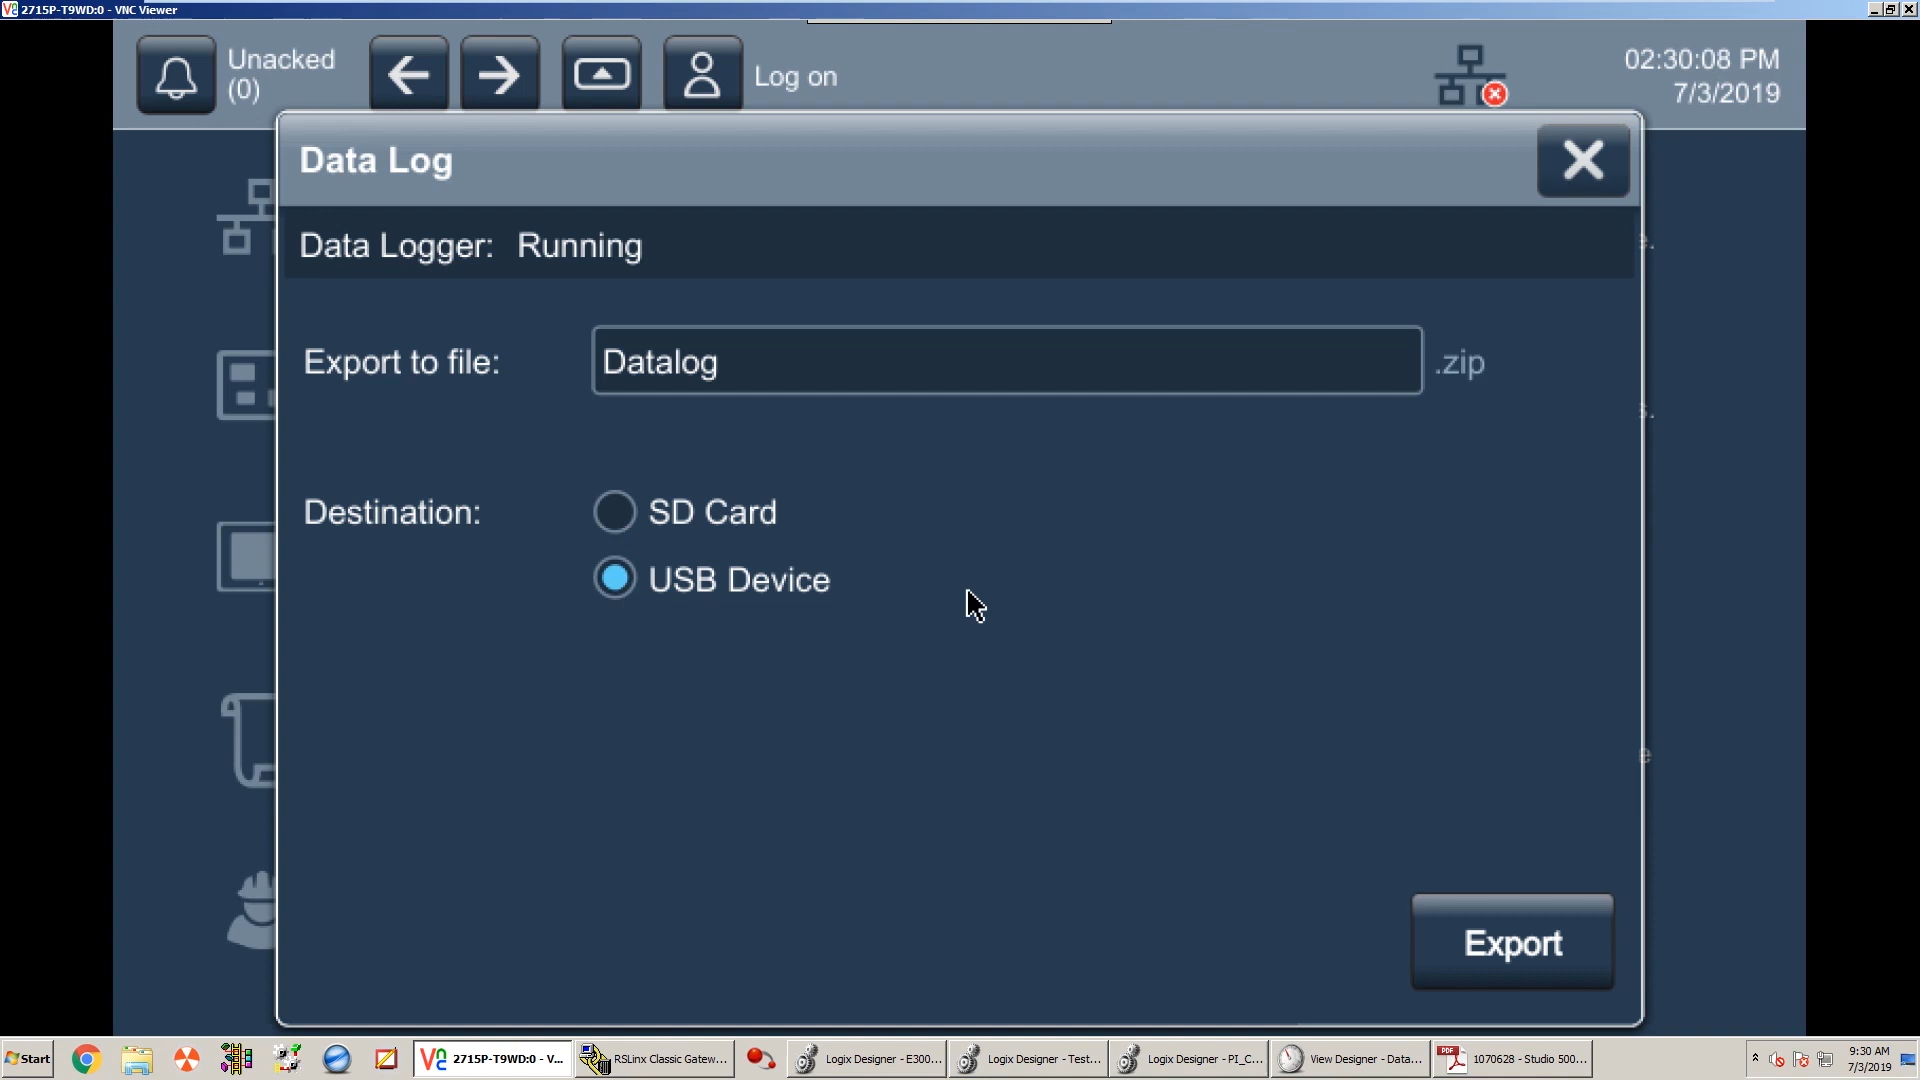 2715P-T9WD:0 - VNC Viewer
Unacked
(0)
Log on
02:30:08 PM
7/3/2019
Data Log
Data Logger: Running
Export to file: Datalog .zip
Destination: SD Card
USB Device
Export
Start
2715P-T9WD:0 - V...
RSLinx Classic Gatew...
Logix Designer - E300...
Logix Designer - Test...
Logix Designer - PI_C...
View Designer - Data...
1070628 - Studio 500...
9:30 AM
7/3/2019